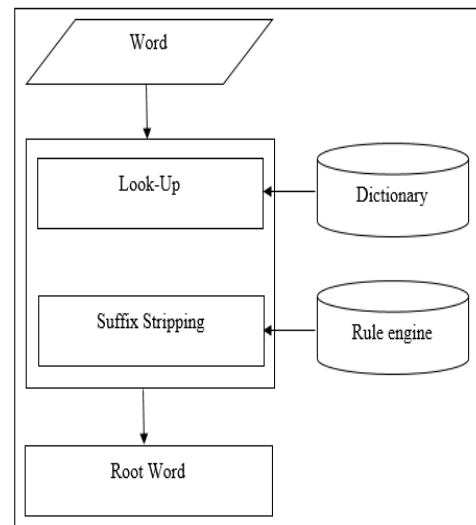 Word
Look-Up
Dictionary
Suffix Stripping
Rule engine
Root Word